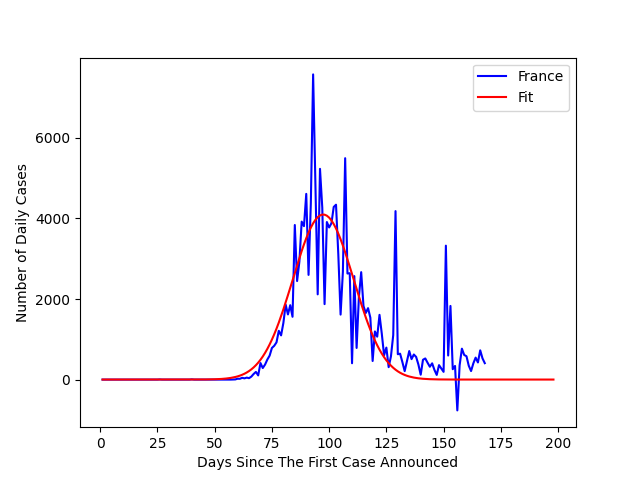 France
Fit
Number of Daily Cases
6000
4000
2000
0
0 25 50 75 100 125 150 175 200
Days Since The First Case Announced